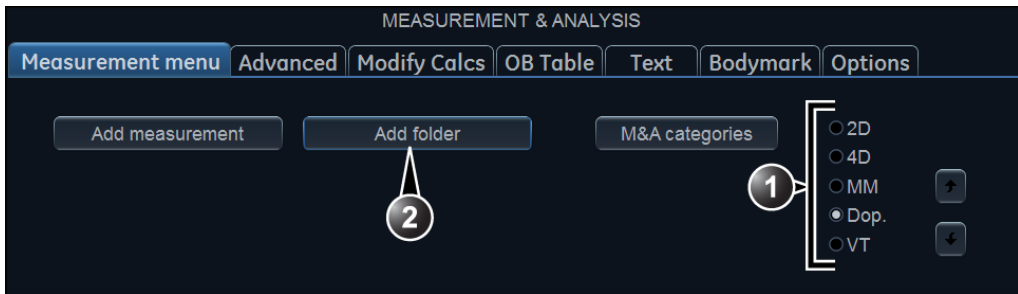 MEASUREMENT & ANALYSIS
Measurement menu Advanced Modify Calcs OB Table Text Bodymark Options
Add measurement Add folder M&A categories
2D
4D
1 MM
2 Dop.
VT